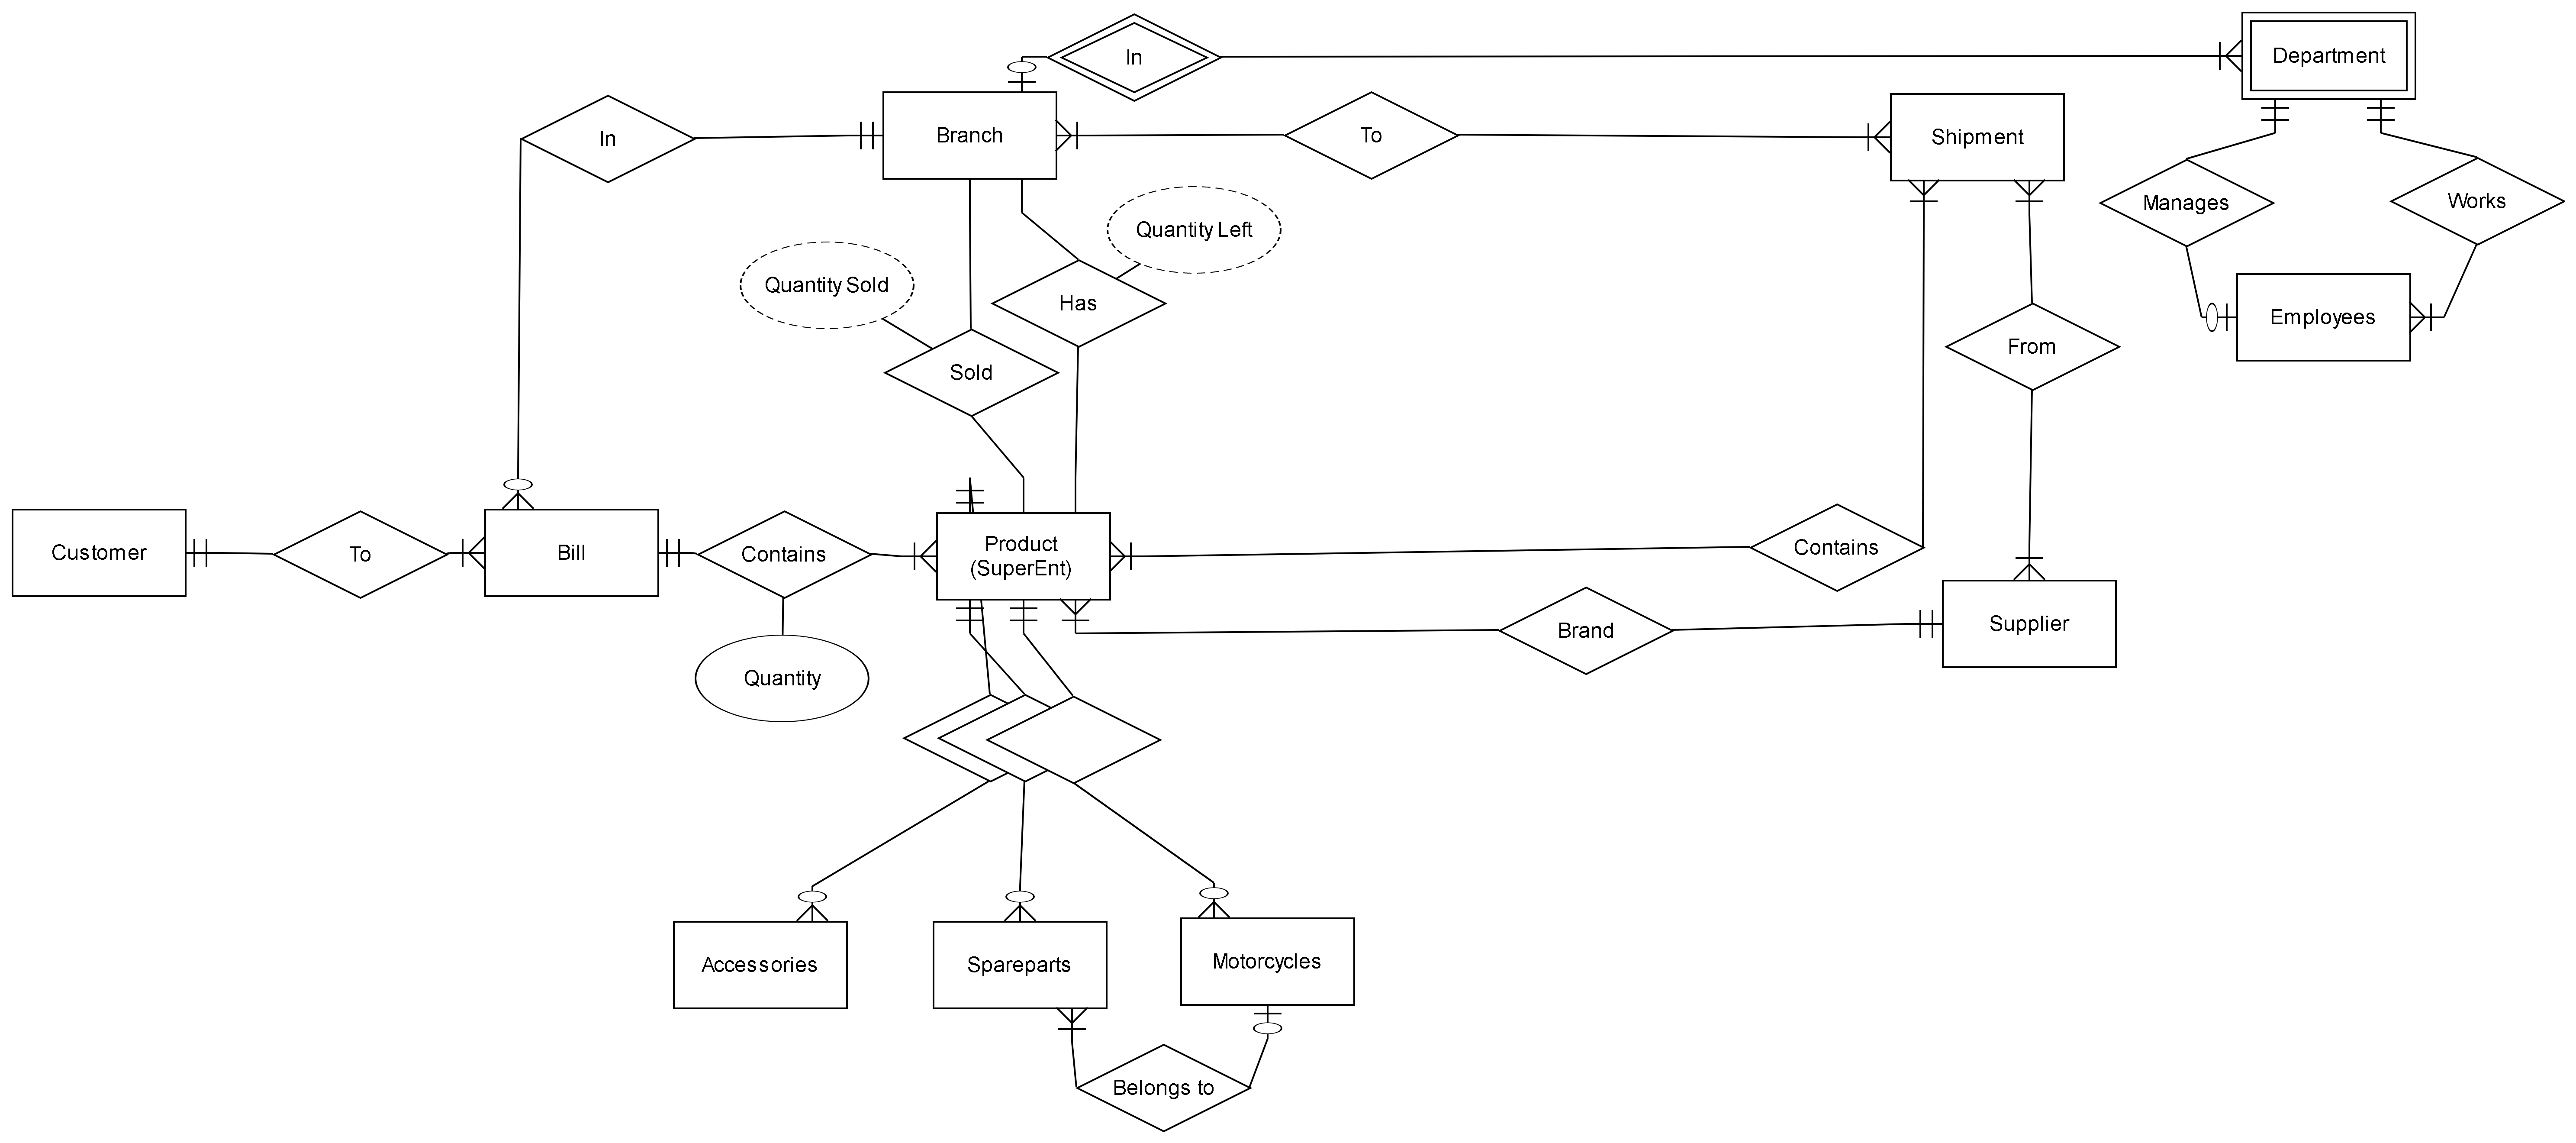 In
Department
In
Branch
To
Shipment
Manages
Works
Quantity Left
Quantity Sold
Has
Employees
Sold
From
Customer
To
Bill
Contains
Product
(SuperEnt)
Contains
Brand
Supplier
Quantity
Accessories
Spareparts
Motorcycles
Belongs to